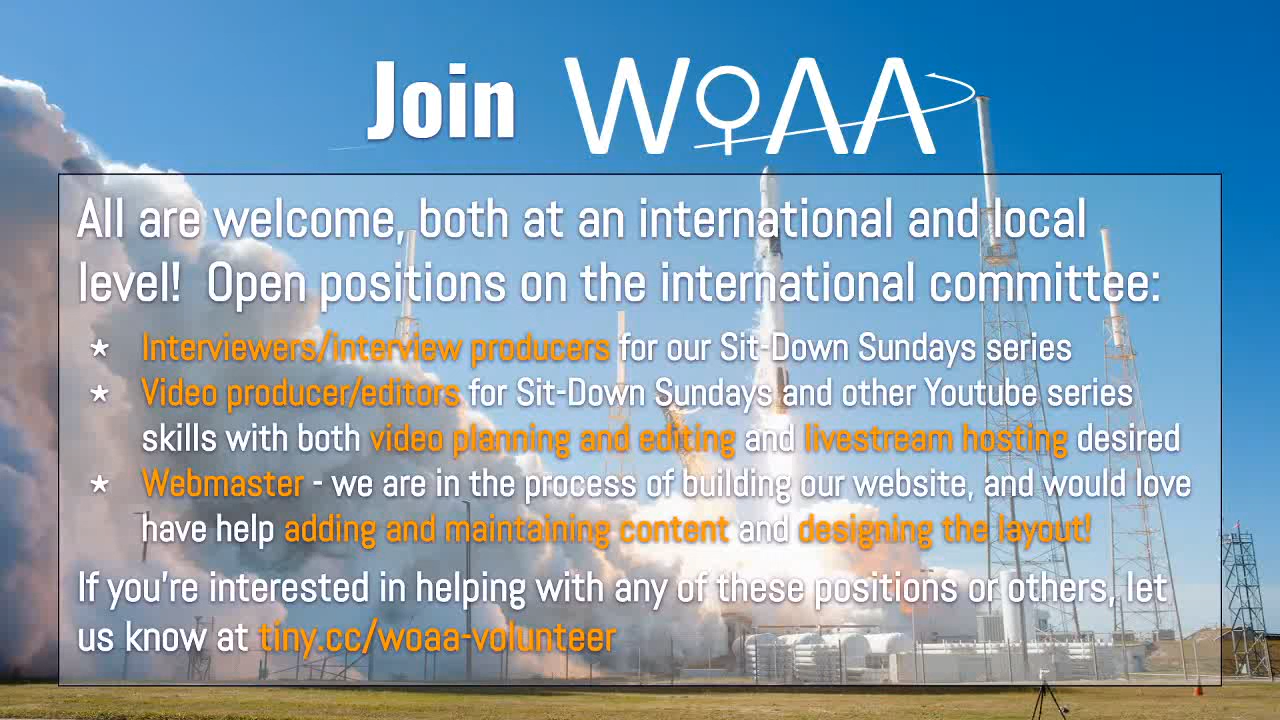 Join WoAA
All are welcome, both at an international and local
level! Open positions on the international committee:
★ Interviewers/interview producers for our Sit-Down Sundays series
★ Video producer/editors for Sit-Down Sundays and other Youtube series
skills with both video planning and editing and livestream hosting desired
★ Webmaster - we are in the process of building our website, and would love
have help adding and maintaining content and designing the layout!
If you're interested in helping with any of these positions or others, let
us know at tiny.cc/woaa-volunteer